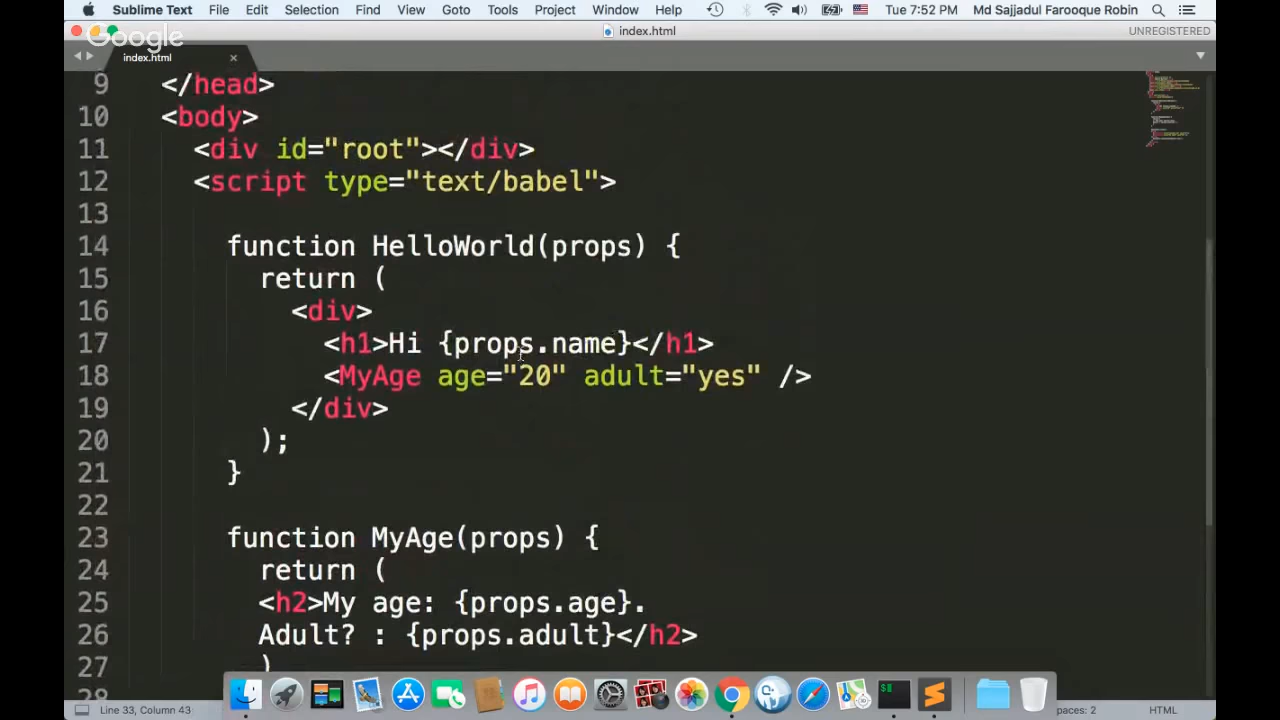 Sublime Text File Edit Selection Find View Goto Tools Project Window Help Tue 7:52 PM Md Sajjadul Farooque Robin
Google
index.html
UNREGISTERED
index.html
9 </head>
10 <body>
11 <div id="root"></div>
12 <script type="text/babel">
13
14 function HelloWorld(props) {
15 return (
16 <div>
17 <h1>Hi {props.name}</h1>
18 <MyAge age="20" adult="yes" />
19 </div>
20 );
21 }
22
23 function MyAge(props) {
24 return (
25 <h2>My age: {props.age}.
26 Adult? : {props.adult}</h2>
27 )
28
Line 33, Column 43
paces: 2
HTML